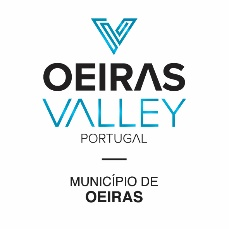 OEIRAS
VALLEY
PORTUGAL
MUNICÍPIO DE
OEIRAS